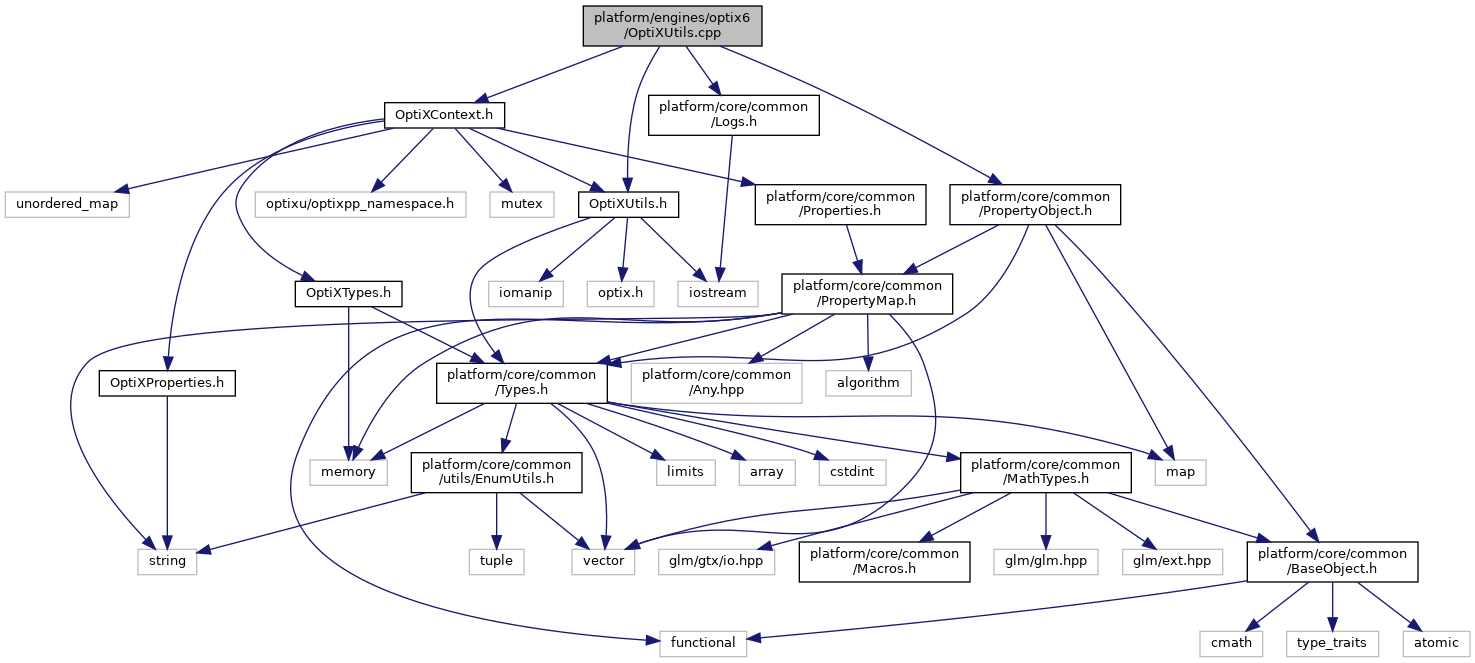 platform/engines/optix6
/OptiXUtils.cpp
OptiXContext.h
platform/core/common
/Logs.h
unordered_map
optixu/optixpp_namespace.h
mutex
OptiXUtils.h
platform/core/common
/Properties.h
platform/core/common
/PropertyObject.h
OptiXTypes.h
iomanip
optix.h
iostream
platform/core/common
/PropertyMap.h
OptiXProperties.h
platform/core/common
/Types.h
platform/core/common
/Any.hpp
algorithm
memory
platform/core/common
/utils/EnumUtils.h
limits
array
cstdint
platform/core/common
/MathTypes.h
map
string
tuple
vector
glm/gtx/io.hpp
platform/core/common
/Macros.h
glm/glm.hpp
glm/ext.hpp
platform/core/common
/BaseObject.h
functional
cmath
type_traits
atomic